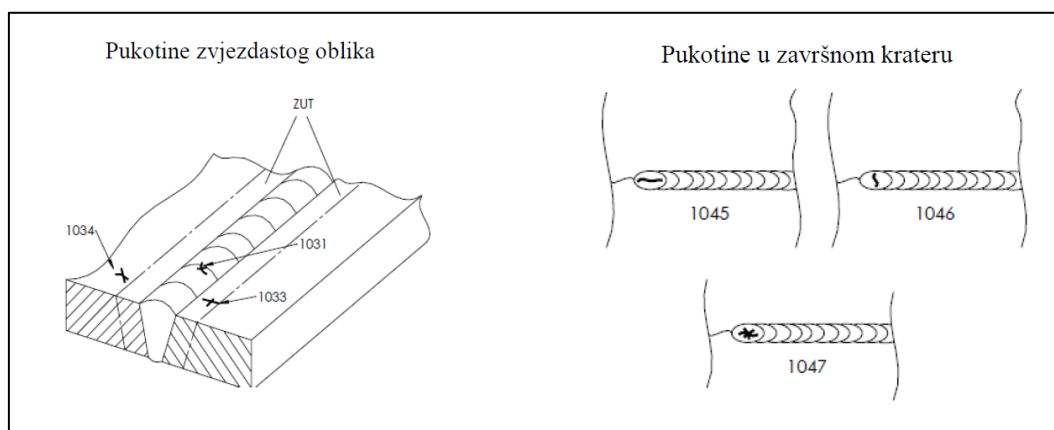 Pukotine zvjezdastog oblika
ZUT
1034
1031
1033
Pukotine u završnom krateru
1045
1046
1047